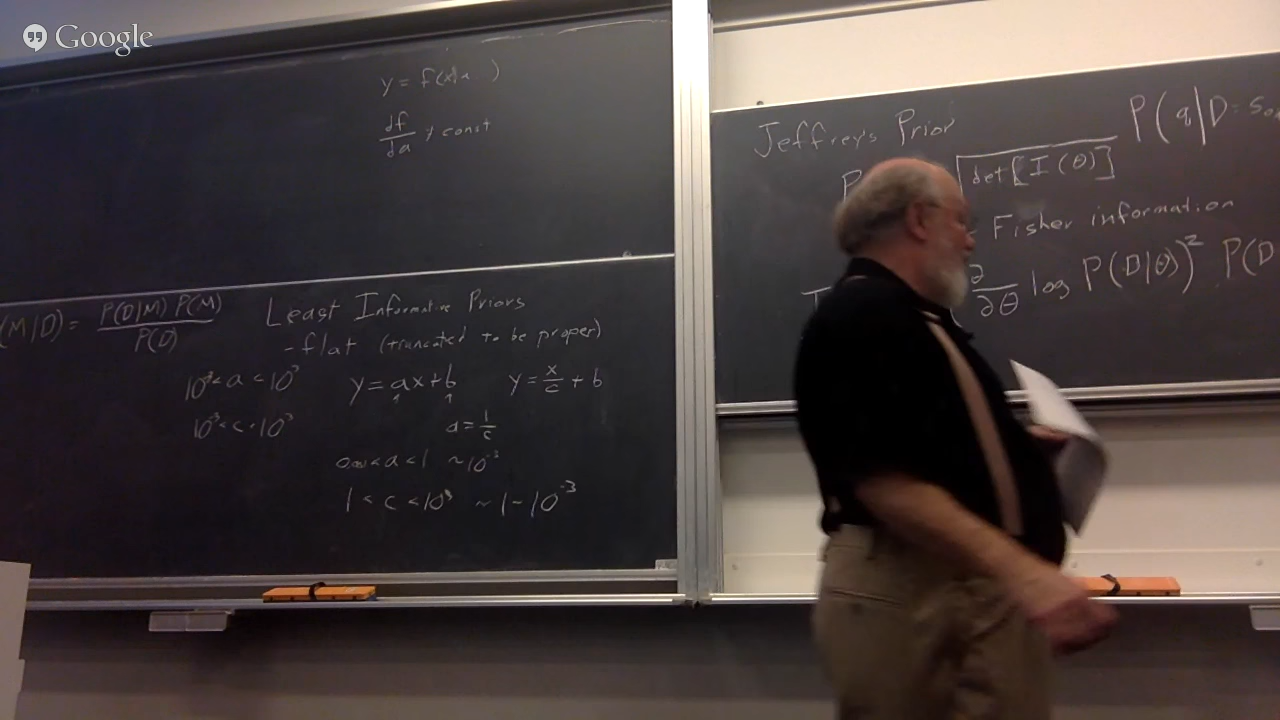 Google
y = f(x|a )
df/da ≠ const
(M|D) = P(D|M) P(M) / P(D)
Least Informative Priors
- flat (truncated to be proper)
10⁻³ < a < 10³
y = ax + b
y = x/c + b
10⁻³ < c < 10³
a = 1/c
0.001 < a < 1 ~10⁻³
1 < c < 10³ ~ 1 - 10⁻³
Jeffrey's Prior
P(q|D=
P √det[I(θ)]
Fisher information
∂/∂θ log P(D|θ))² P(D